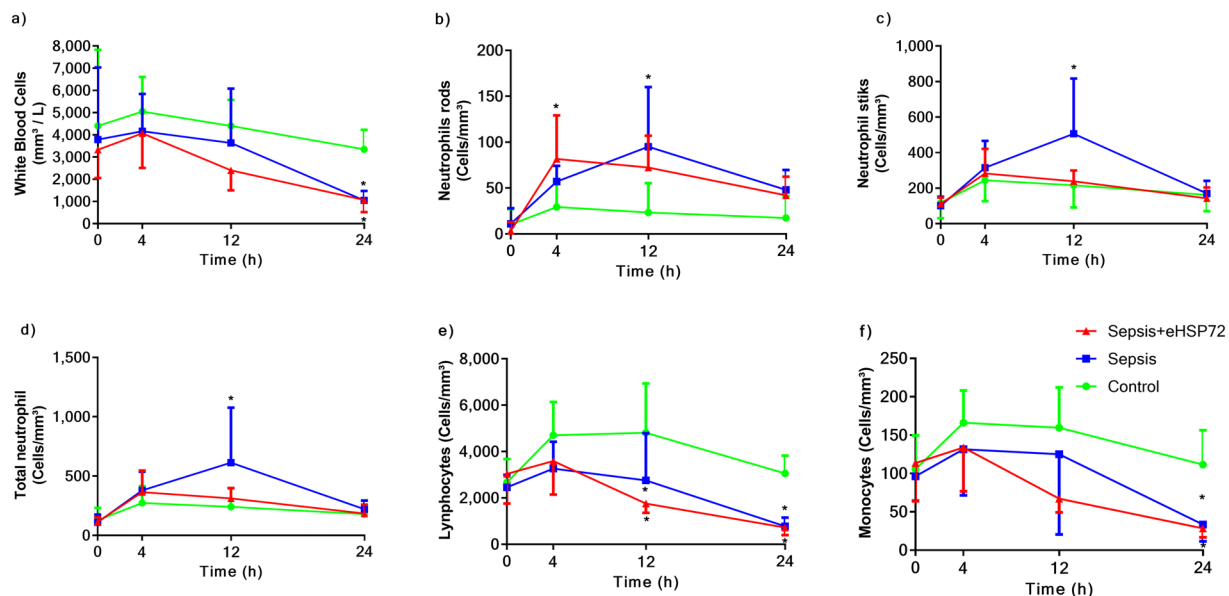 a)
White Blood Cells
(mm³ / L)
8,000
7,000
6,000
5,000
4,000
3,000
2,000
1,000
0
*
*
0 4 12 24
Time (h)
b)
Neutrophils rods
(Cells/mm³)
200
150
100
50
0
*
*
0 4 12 24
Time (h)
c)
Neutrophil stiks
(Cells/mm³)
1,000
800
600
400
200
0
*
0 4 12 24
Time (h)
d)
Total neutrophil
(Cells/mm³)
1,500
1,000
500
0
*
0 4 12 24
Time (h)
e)
Lymphocytes (Cells/mm³)
8,000
6,000
4,000
2,000
0
*
*
*
*
0 4 12 24
Time (h)
f)
Sepsis+eHSP72
Sepsis
Control
Monocytes (Cells/mm³)
250
200
150
100
50
0
*
*
0 4 12 24
Time (h)